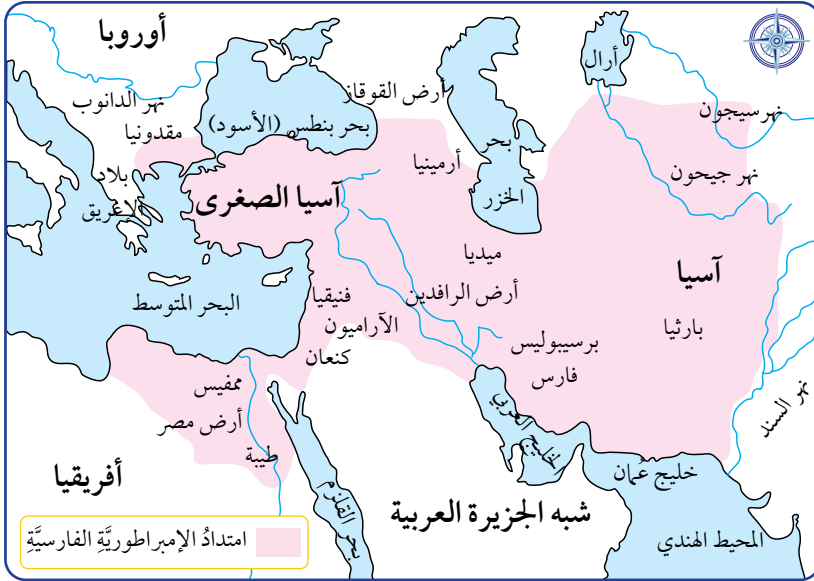 أوروبا
أرال
أرض القوقاز
نهر الدانوب
نهر سيجون
مقدونيا
بحر بنطس (الأسود)
بحر
الخزر
أرمينيا
بلاد
الإغريق
نهر جيحون
آسيا الصغرى
ميديا
آسيا
أرض الرافدين
فنيقيا
البحر المتوسط
الآراميون
بارثيا
برسيبوليس
كنعان
فارس
ممفيس
أرض مصر
نهر السند
الخليج العربي
طيبة
أفريقيا
خليج عُمان
بحر القلزم
شبه الجزيرة العربية
المحيط الهندي
امتدادُ الإمبراطوريَّةِ الفارسيَّةِ